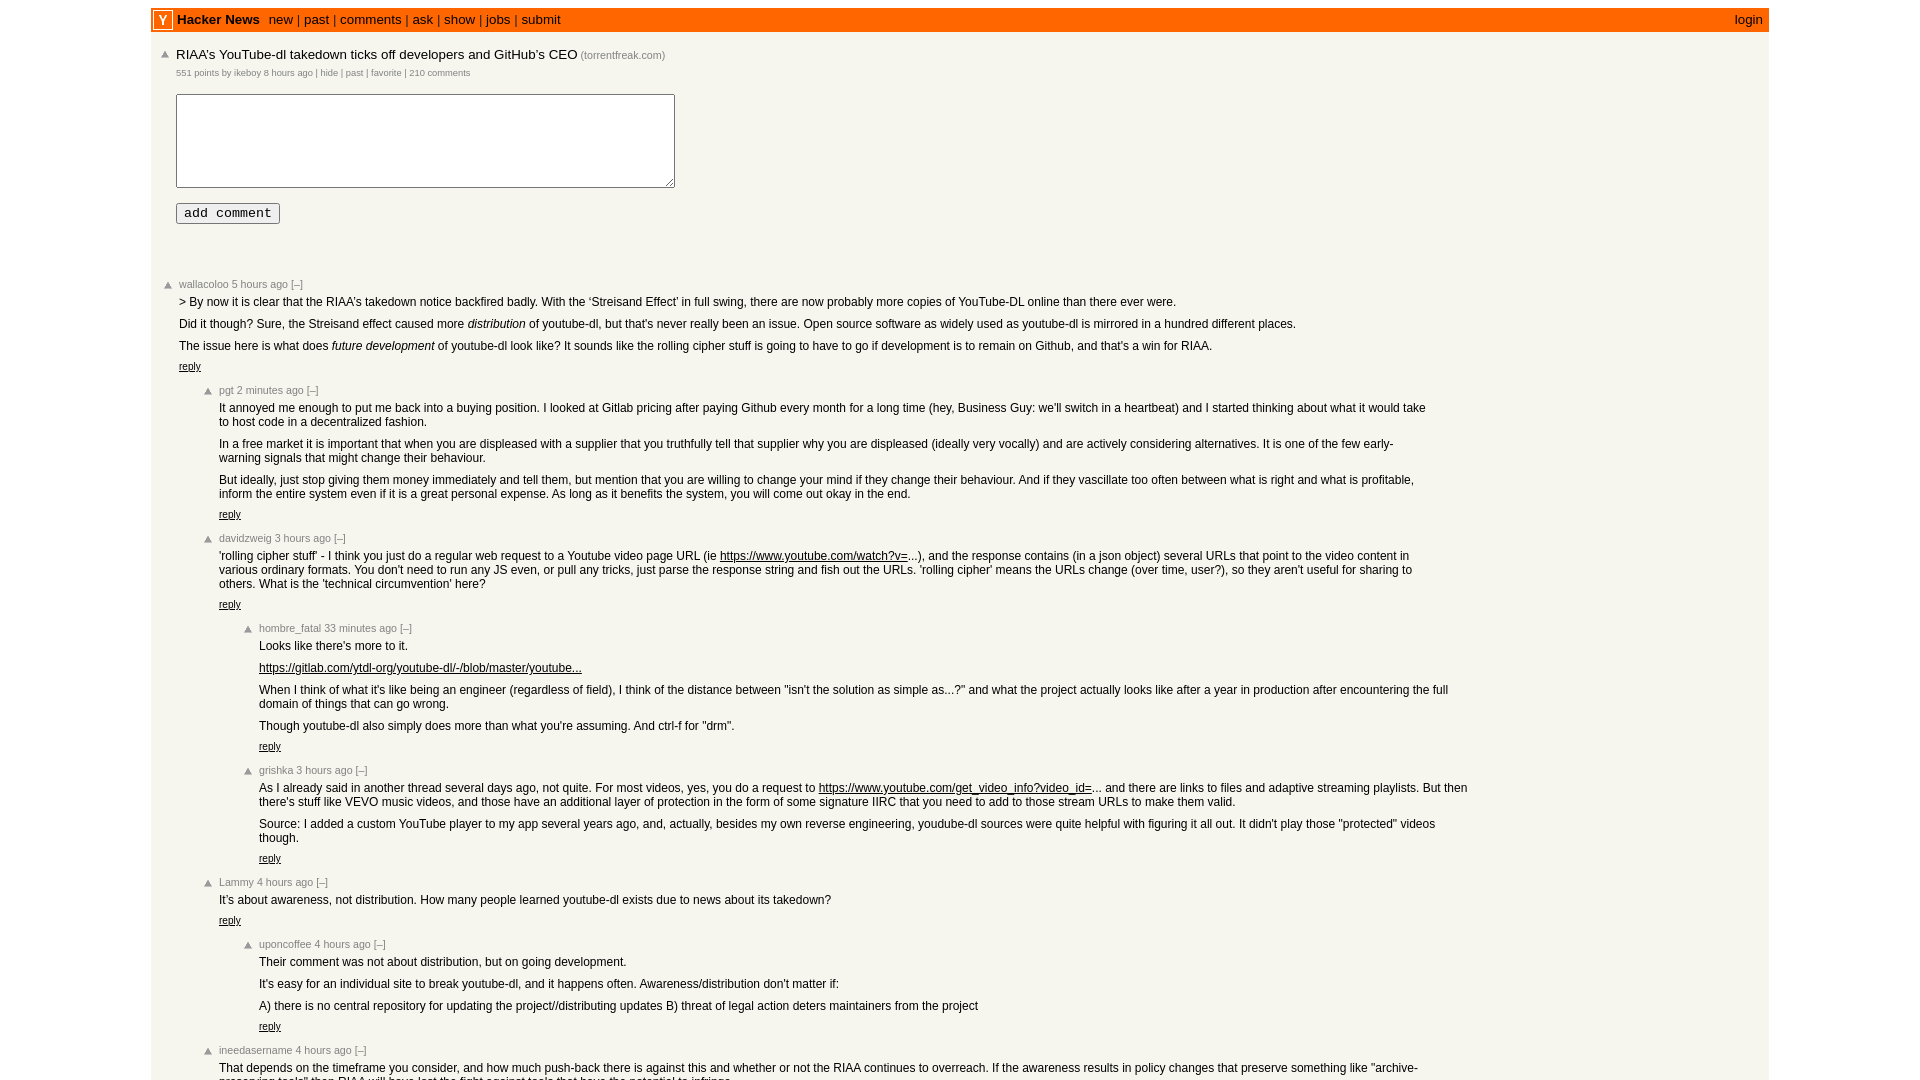 Y Hacker News new | past | comments | ask | show | jobs | submit login
RIAA’s YouTube-dl takedown ticks off developers and GitHub’s CEO (torrentfreak.com)
551 points by ikeboy 8 hours ago | hide | past | favorite | 210 comments
add comment
wallacoloo 5 hours ago [–]
> By now it is clear that the RIAA’s takedown notice backfired badly. With the ‘Streisand Effect’ in full swing, there are now probably more copies of YouTube-DL online than there ever were.
Did it though? Sure, the Streisand effect caused more distribution of youtube-dl, but that's never really been an issue. Open source software as widely used as youtube-dl is mirrored in a hundred different places.
The issue here is what does future development of youtube-dl look like? It sounds like the rolling cipher stuff is going to have to go if development is to remain on Github, and that's a win for RIAA.
reply
pgt 2 minutes ago [–]
It annoyed me enough to put me back into a buying position. I looked at Gitlab pricing after paying Github every month for a long time (hey, Business Guy: we'll switch in a heartbeat) and I started thinking about what it would take
to host code in a decentralized fashion.
In a free market it is important that when you are displeased with a supplier that you truthfully tell that supplier why you are displeased (ideally very vocally) and are actively considering alternatives. It is one of the few early-
warning signals that might change their behaviour.
But ideally, just stop giving them money immediately and tell them, but mention that you are willing to change your mind if they change their behaviour. And if they vascillate too often between what is right and what is profitable,
inform the entire system even if it is a great personal expense. As long as it benefits the system, you will come out okay in the end.
reply
davidzweig 3 hours ago [–]
'rolling cipher stuff' - I think you just do a regular web request to a Youtube video page URL (ie https://www.youtube.com/watch?v=...), and the response contains (in a json object) several URLs that point to the video content in
various ordinary formats. You don't need to run any JS even, or pull any tricks, just parse the response string and fish out the URLs. 'rolling cipher' means the URLs change (over time, user?), so they aren't useful for sharing to
others. What is the 'technical circumvention' here?
reply
hombre_fatal 33 minutes ago [–]
Looks like there's more to it.
https://gitlab.com/ytdl-org/youtube-dl/-/blob/master/youtube...
When I think of what it's like being an engineer (regardless of field), I think of the distance between "isn't the solution as simple as...?" and what the project actually looks like after a year in production after encountering the full
domain of things that can go wrong.
Though youtube-dl also simply does more than what you're assuming. And ctrl-f for "drm".
reply
grishka 3 hours ago [–]
As I already said in another thread several days ago, not quite. For most videos, yes, you do a request to https://www.youtube.com/get_video_info?video_id=... and there are links to files and adaptive streaming playlists. But then
there's stuff like VEVO music videos, and those have an additional layer of protection in the form of some signature IIRC that you need to add to those stream URLs to make them valid.
Source: I added a custom YouTube player to my app several years ago, and, actually, besides my own reverse engineering, youdube-dl sources were quite helpful with figuring it all out. It didn't play those "protected" videos
though.
reply
Lammy 4 hours ago [–]
It’s about awareness, not distribution. How many people learned youtube-dl exists due to news about its takedown?
reply
uponcoffee 4 hours ago [–]
Their comment was not about distribution, but on going development.
It's easy for an individual site to break youtube-dl, and it happens often. Awareness/distribution don't matter if:
A) there is no central repository for updating the project//distributing updates B) threat of legal action deters maintainers from the project
reply
ineedasername 4 hours ago [–]
That depends on the timeframe you consider, and how much push-back there is against this and whether or not the RIAA continues to overreach. If the awareness results in policy changes that preserve something like "archive-